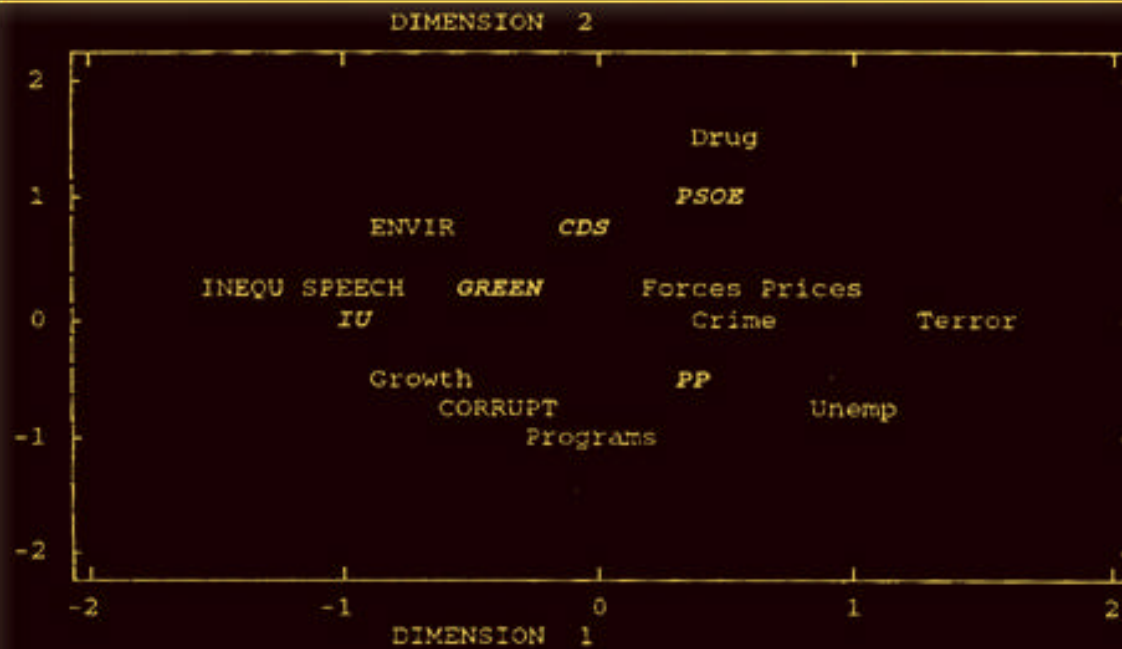 DIMENSION 2
2
Drug
1 PSOE
ENVIR CDS
INEQU SPEECH GREEN Forces Prices
0 IU Crime Terror
Growth PP
CORRUPT Unemp
-1 Programs
-2
-2 -1 0 1 2
DIMENSION 1